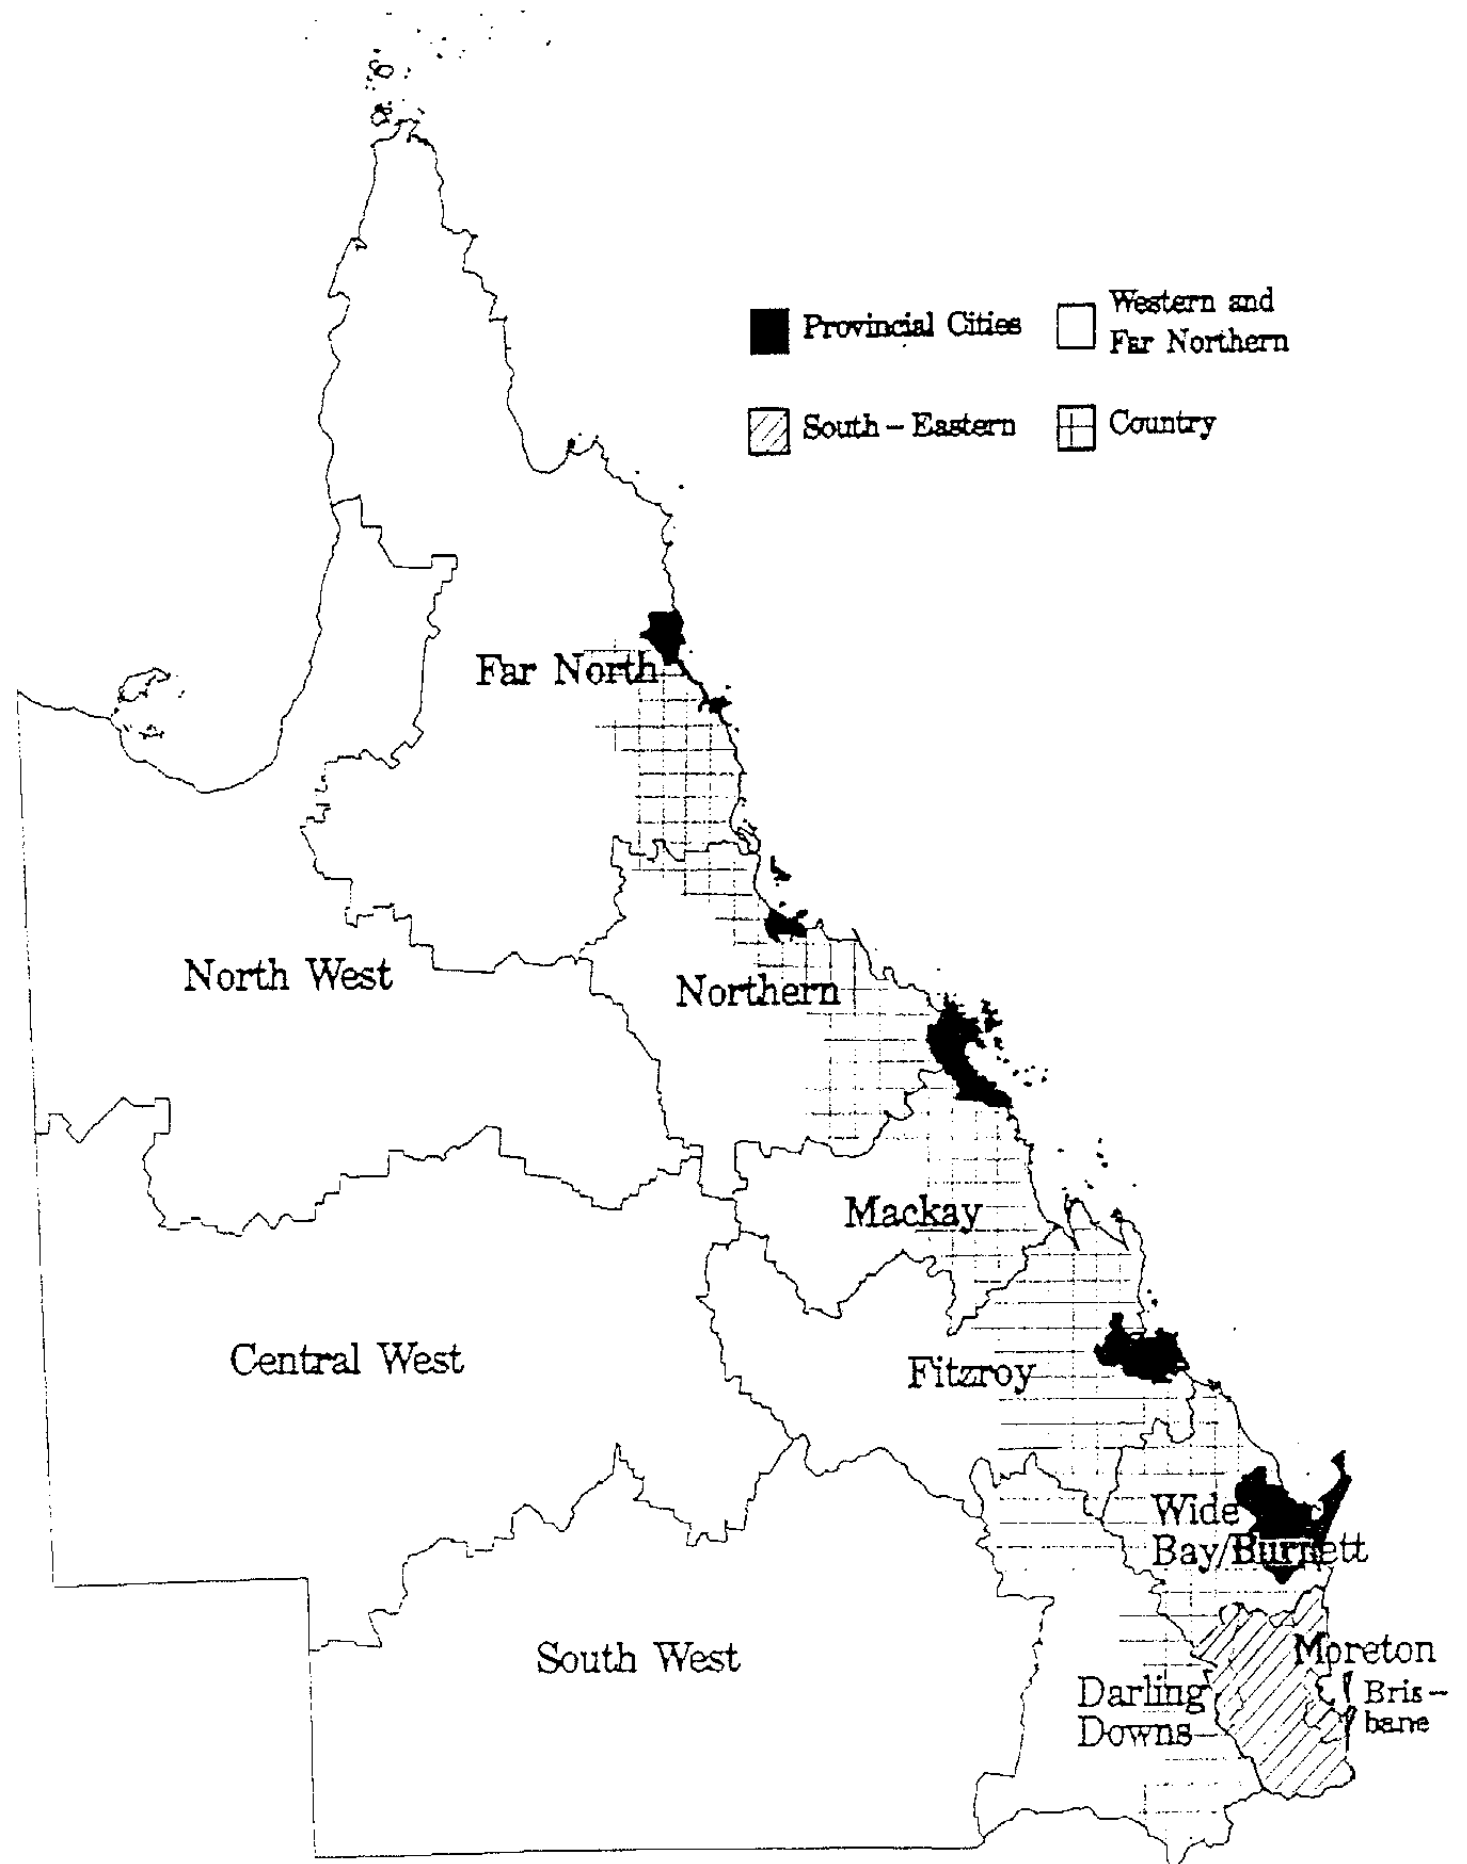 Provincial Cities
Western and
Far Northern
South - Eastern
Country
Far North
North West
Northern
Mackay
Central West
Fitzroy
Wide
Bay/Burnett
South West
Moreton
Darling
Downs
Bris-
bane